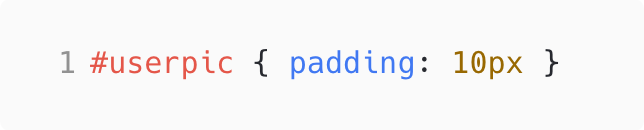 1 #userpic { padding: 10px }